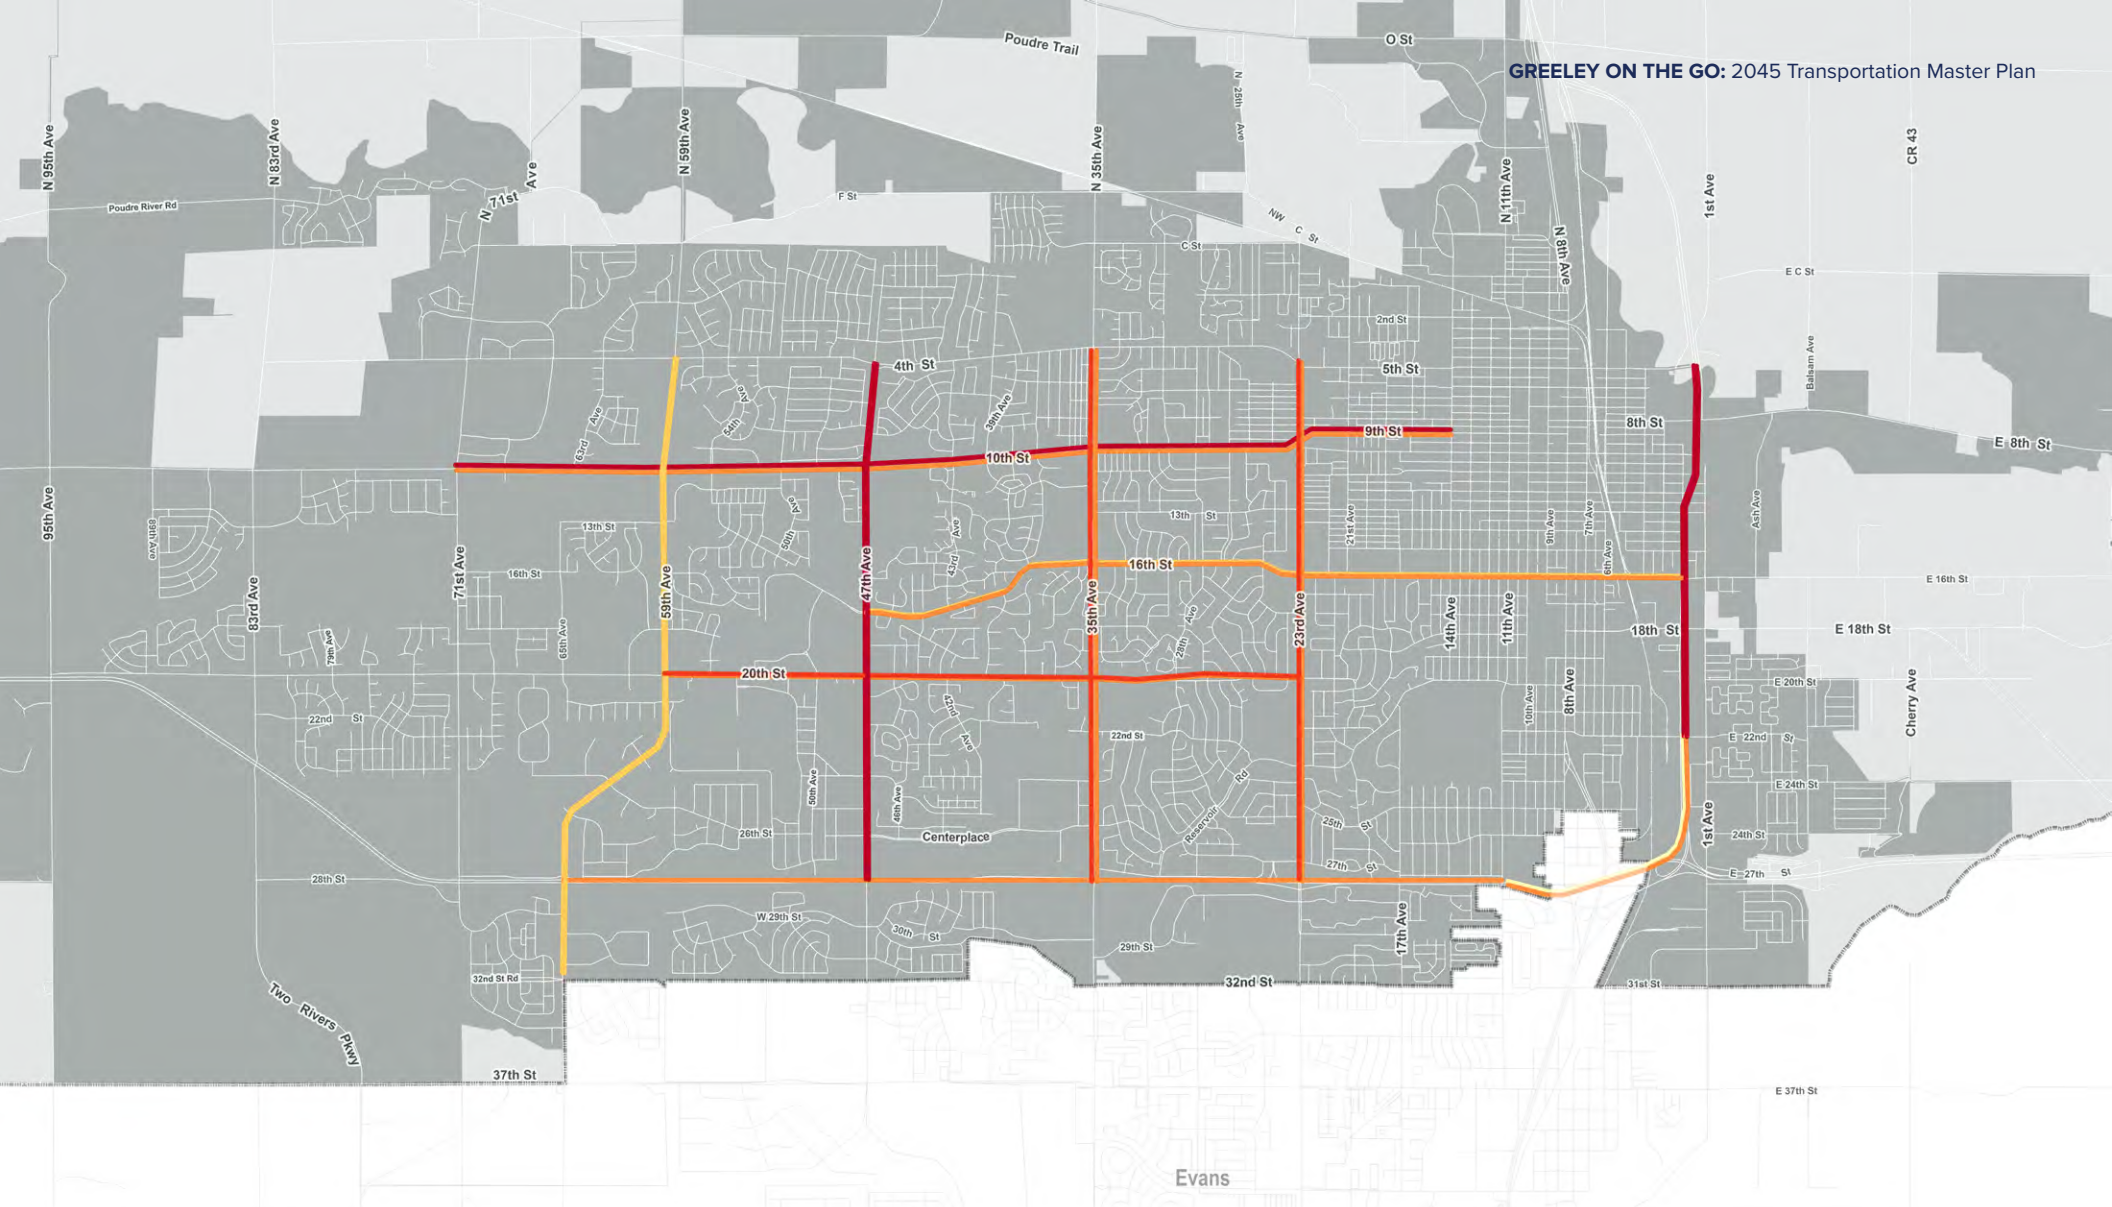 Poudre Trail
O St
GREELEY ON THE GO: 2045 Transportation Master Plan
N 95th Ave
N 83rd Ave
N 59th Ave
N 35th Ave
N 25th Ave
N 11th Ave
N 8th Ave
1st Ave
CR 43
Poudre River Rd
N 71st Ave
F St
NW C St
C St
E C St
2nd St
4th St
5th St
Balsam Ave
8th St
E 8th St
63rd Ave
54th Ave
39th Ave
9th St
10th St
95th Ave
89th Ave
13th St
50th Ave
43rd Ave
13th St
21st Ave
9th Ave
7th Ave
6th Ave
Ash Ave
83rd Ave
71st Ave
16th St
59th Ave
47th Ave
35th Ave
16th St
23rd Ave
14th Ave
11th Ave
E 16th St
79th Ave
65th Ave
28th Ave
18th St
E 18th St
20th St
E 20th St
22nd St
42nd Ave
22nd St
10th Ave
8th Ave
E 22nd St
Cherry Ave
50th Ave
46th Ave
Reservoir Rd
E 24th St
26th St
Centerplace
25th St
1st Ave
24th St
28th St
27th St
E 27th St
W 29th St
30th St
29th St
17th Ave
32nd St Rd
32nd St
31st St
Two Rivers Pkwy
37th St
E 37th St
Evans